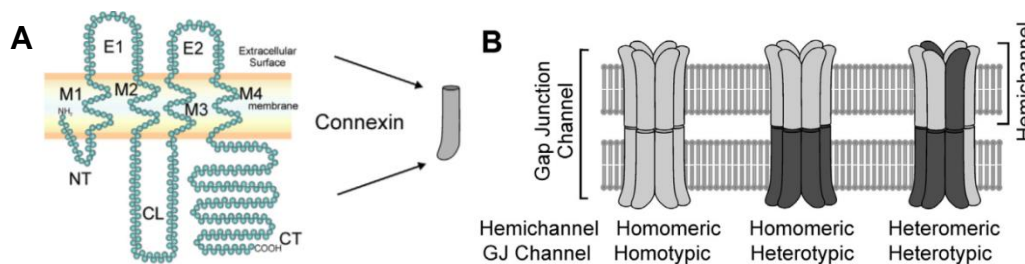 A
E1
E2
Extracellular
Surface
M1
M2
M3
M4
membrane
NH₂
NT
CL
CT
COOH
Connexin
B
Gap Junction
Channel
Hemichannel
Hemichannel Homomeric Homomeric Heteromeric
GJ Channel Homotypic Heterotypic Heterotypic